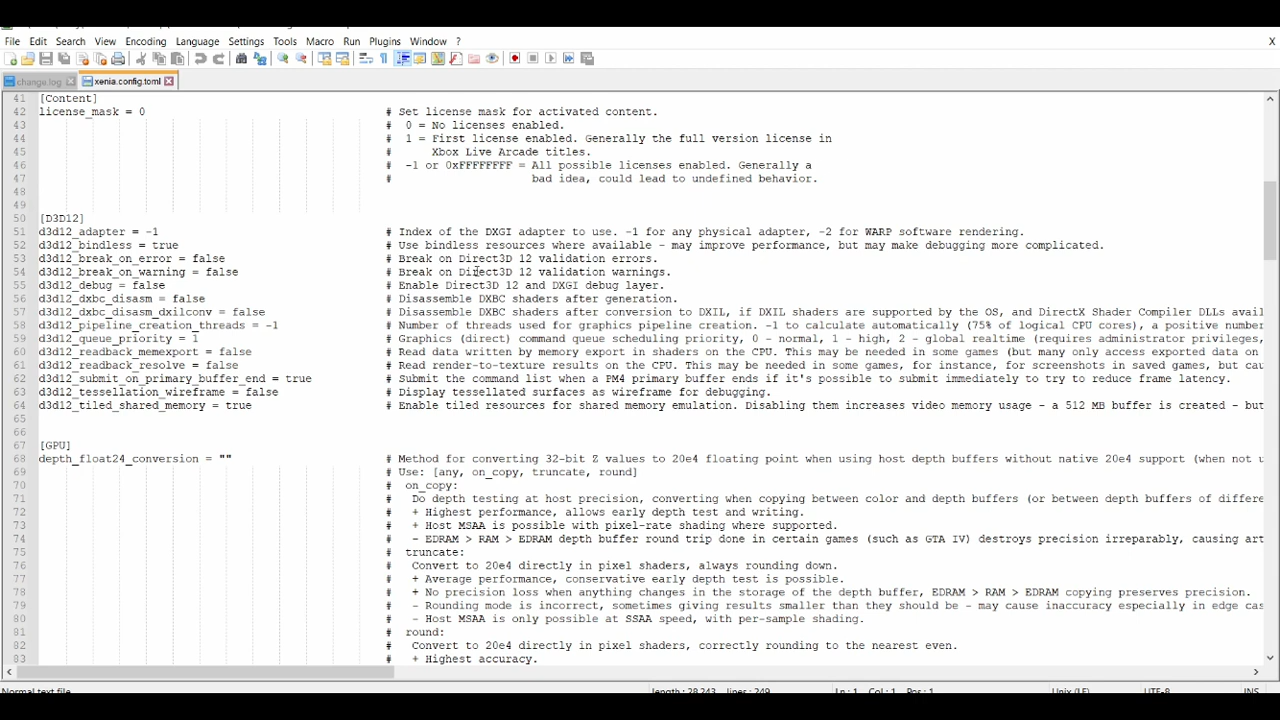 File Edit Search View Encoding Language Settings Tools Macro Run Plugins Window ? X
change.log xenia.config.toml
41 [Content]
42 license_mask = 0 # Set license mask for activated content.
43 # 0 = No licenses enabled.
44 # 1 = First license enabled. Generally the full version license in
45 # Xbox Live Arcade titles.
46 # -1 or 0xFFFFFFFF = All possible licenses enabled. Generally a
47 # bad idea, could lead to undefined behavior.
48
49
50 [D3D12]
51 d3d12_adapter = -1 # Index of the DXGI adapter to use. -1 for any physical adapter, -2 for WARP software rendering.
52 d3d12_bindless = true # Use bindless resources where available - may improve performance, but may make debugging more complicated.
53 d3d12_break_on_error = false # Break on Direct3D 12 validation errors.
54 d3d12_break_on_warning = false # Break on Direct3D 12 validation warnings.
55 d3d12_debug = false # Enable Direct3D 12 and DXGI debug layer.
56 d3d12_dxbc_disasm = false # Disassemble DXBC shaders after generation.
57 d3d12_dxbc_disasm_dxilconv = false # Disassemble DXBC shaders after conversion to DXIL, if DXIL shaders are supported by the OS, and DirectX Shader Compiler DLLs avai
58 d3d12_pipeline_creation_threads = -1 # Number of threads used for graphics pipeline creation. -1 to calculate automatically (75% of logical CPU cores), a positive number
59 d3d12_queue_priority = 1 # Graphics (direct) command queue scheduling priority, 0 - normal, 1 - high, 2 - global realtime (requires administrator privileges,
60 d3d12_readback_memexport = false # Read data written by memory export in shaders on the CPU. This may be needed in some games (but many only access exported data on
61 d3d12_readback_resolve = false # Read render-to-texture results on the CPU. This may be needed in some games, for instance, for screenshots in saved games, but cau
62 d3d12_submit_on_primary_buffer_end = true # Submit the command list when a PM4 primary buffer ends if it's possible to submit immediately to try to reduce frame latency.
63 d3d12_tessellation_wireframe = false # Display tessellated surfaces as wireframe for debugging.
64 d3d12_tiled_shared_memory = true # Enable tiled resources for shared memory emulation. Disabling them increases video memory usage - a 512 MB buffer is created - but
65
66
67 [GPU]
68 depth_float24_conversion = "" # Method for converting 32-bit Z values to 20e4 floating point when using host depth buffers without native 20e4 support (when not u
69 # Use: [any, on_copy, truncate, round]
70 # on_copy:
71 # Do depth testing at host precision, converting when copying between color and depth buffers (or between depth buffers of differe
72 # + Highest performance, allows early depth test and writing.
73 # + Host MSAA is possible with pixel-rate shading where supported.
74 # - EDRAM > RAM > EDRAM depth buffer round trip done in certain games (such as GTA IV) destroys precision irreparably, causing art
75 # truncate:
76 # Convert to 20e4 directly in pixel shaders, always rounding down.
77 # + Average performance, conservative early depth test is possible.
78 # + No precision loss when anything changes in the storage of the depth buffer, EDRAM > RAM > EDRAM copying preserves precision.
79 # - Rounding mode is incorrect, sometimes giving results smaller than they should be - may cause inaccuracy especially in edge cas
80 # - Host MSAA is only possible at SSAA speed, with per-sample shading.
81 # round:
82 # Convert to 20e4 directly in pixel shaders, correctly rounding to the nearest even.
83 # + Highest accuracy.
Normal text file length : 28,243 lines : 249 Ln : 1 Col : 1 Pos : 1 Unix (LF) UTF-8 INS